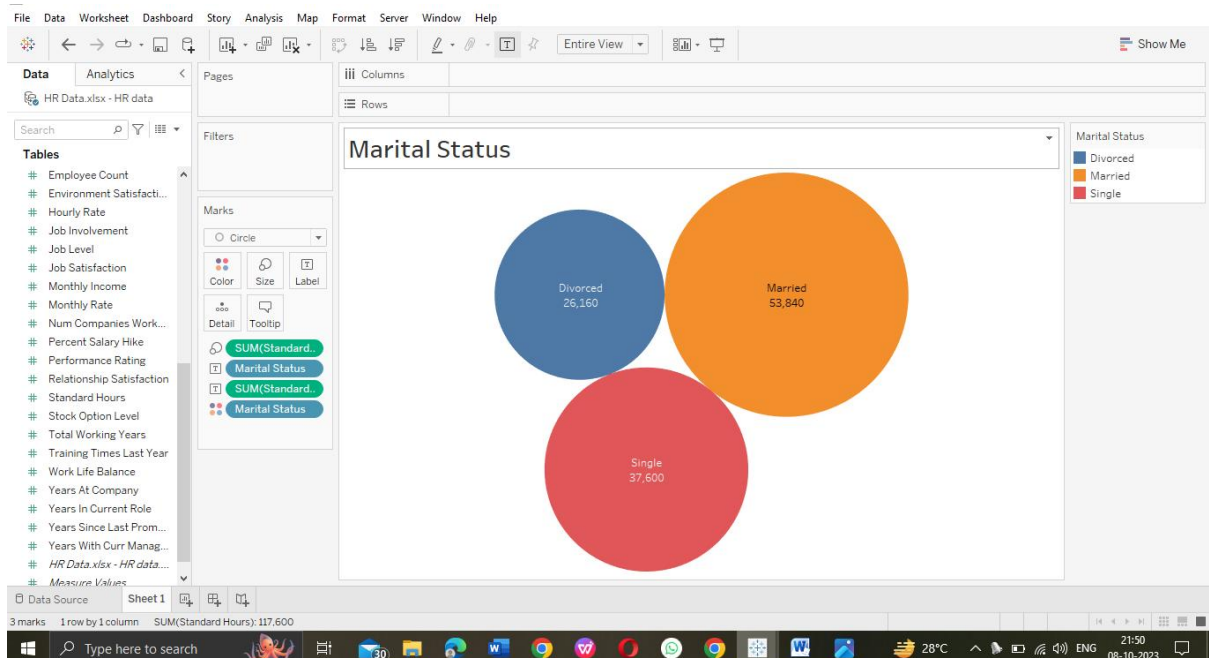 File Data Worksheet Dashboard Story Analysis Map Format Server Window Help
Entire View
Show Me
Data Analytics
HR Data.xlsx - HR data
Search
Tables
# Employee Count
# Environment Satisfacti...
# Hourly Rate
# Job Involvement
# Job Level
# Job Satisfaction
# Monthly Income
# Monthly Rate
# Num Companies Work...
# Percent Salary Hike
# Performance Rating
# Relationship Satisfaction
# Standard Hours
# Stock Option Level
# Total Working Years
# Training Times Last Year
# Work Life Balance
# Years At Company
# Years In Current Role
# Years Since Last Prom...
# Years With Curr Manag...
# HR Data.xlsx - HR data....
# Measure Values
Pages
Filters
Marks
Circle
Color Size Label
Detail Tooltip
SUM(Standard..
Marital Status
SUM(Standard..
Marital Status
Columns
Rows
Marital Status
Divorced
26,160
Married
53,840
Single
37,600
Marital Status
Divorced
Married
Single
Data Source Sheet 1
3 marks 1 row by 1 column SUM(Standard Hours): 117,600
Type here to search
30
28°C
ENG
21:50
08-10-2023